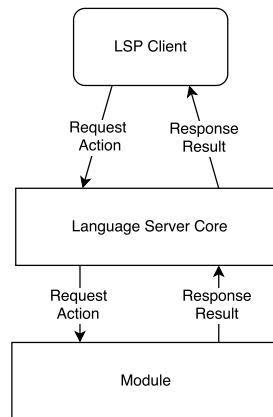 LSP Client
Request
Action
Response
Result
Language Server Core
Request
Action
Response
Result
Module